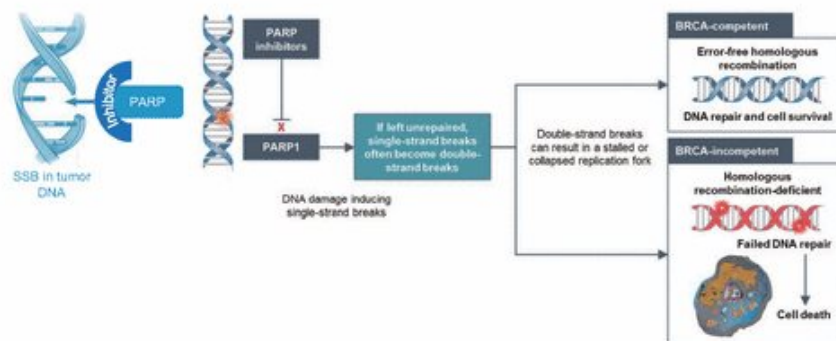 Inhibitor
PARP
SSB in tumor
DNA
PARP
inhibitors
X
PARP1
DNA damage inducing
single-strand breaks
If left unrepaired,
single-strand breaks
often become double-
strand breaks
Double-strand breaks
can result in a stalled or
collapsed replication fork
BRCA-competent
Error-free homologous
recombination
DNA repair and cell survival
BRCA-incompetent
Homologous
recombination-deficient
Failed DNA repair
Cell death